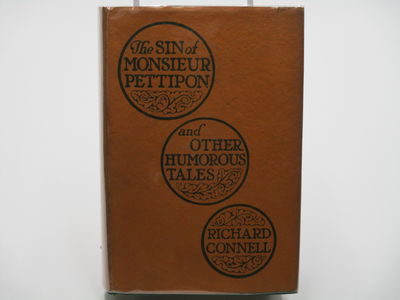 The SIN of
MONSIEUR
PETTIPON
and
OTHER
HUMOROUS
TALES
RICHARD
CONNELL